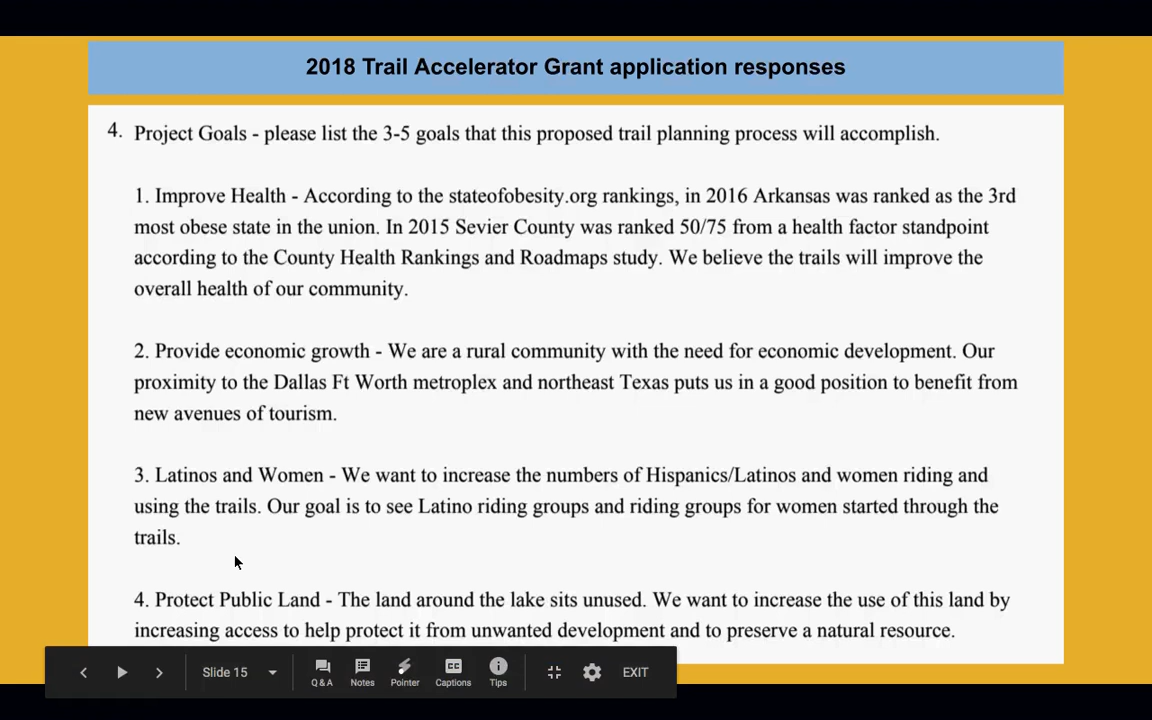 2018 Trail Accelerator Grant application responses
4. Project Goals - please list the 3-5 goals that this proposed trail planning process will accomplish.
1. Improve Health - According to the stateofobesity.org rankings, in 2016 Arkansas was ranked as the 3rd
most obese state in the union. In 2015 Sevier County was ranked 50/75 from a health factor standpoint
according to the County Health Rankings and Roadmaps study. We believe the trails will improve the
overall health of our community.
2. Provide economic growth - We are a rural community with the need for economic development. Our
proximity to the Dallas Ft Worth metroplex and northeast Texas puts us in a good position to benefit from
new avenues of tourism.
3. Latinos and Women - We want to increase the numbers of Hispanics/Latinos and women riding and
using the trails. Our goal is to see Latino riding groups and riding groups for women started through the
trails.
4. Protect Public Land - The land around the lake sits unused. We want to increase the use of this land by
increasing access to help protect it from unwanted development and to preserve a natural resource.
Slide 15
Q & A
Notes
Pointer
CC
Captions
Tips
EXIT